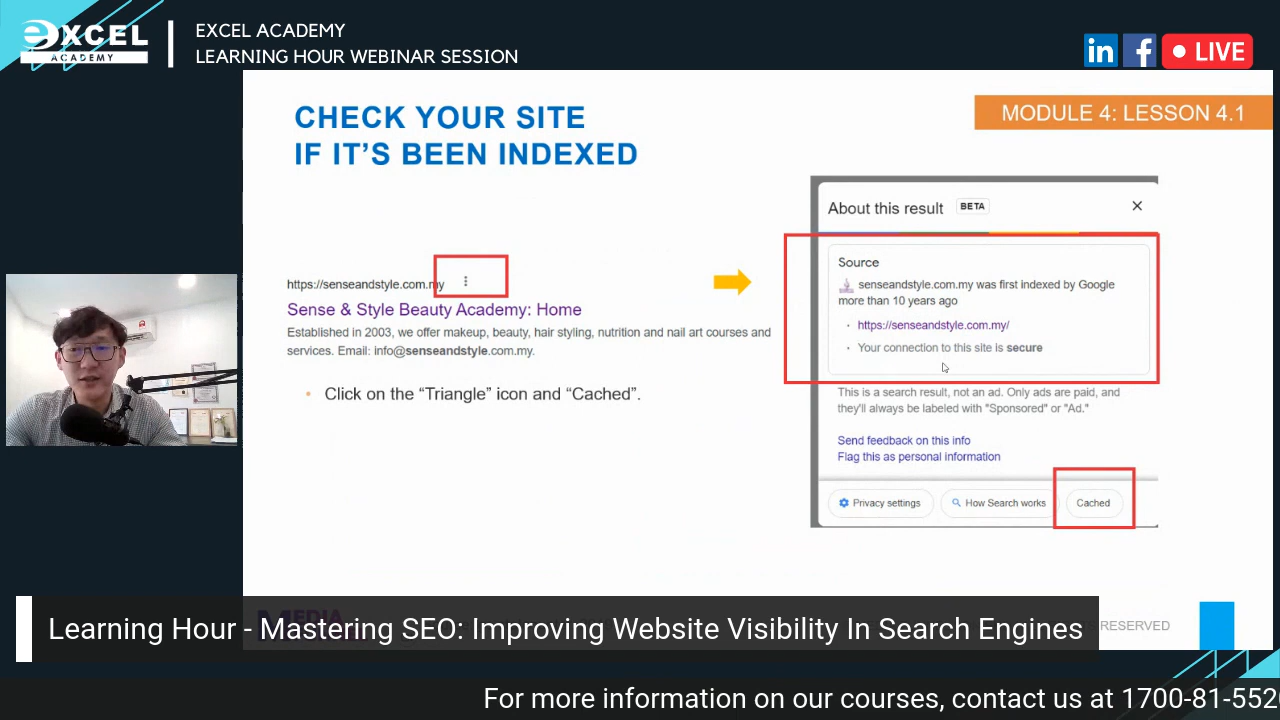 eXCEL
ACADEMY
EXCEL ACADEMY
LEARNING HOUR WEBINAR SESSION
in f LIVE
CHECK YOUR SITE
IF IT'S BEEN INDEXED
MODULE 4: LESSON 4.1
https://senseandstyle.com.my
Sense & Style Beauty Academy: Home
Established in 2003, we offer makeup, beauty, hair styling, nutrition and nail art courses and
services. Email: info@senseandstyle.com.my.
• Click on the “Triangle” icon and “Cached”.
About this result BETA
Source
senseandstyle.com.my was first indexed by Google
more than 10 years ago
• https://senseandstyle.com.my/
• Your connection to this site is secure
This is a search result, not an ad. Only ads are paid, and
they'll always be labeled with "Sponsored" or "Ad."
Send feedback on this info
Flag this as personal information
Privacy settings How Search works Cached
MEDIA
RESERVED
Learning Hour - Mastering SEO: Improving Website Visibility In Search Engines
For more information on our courses, contact us at 1700-81-552